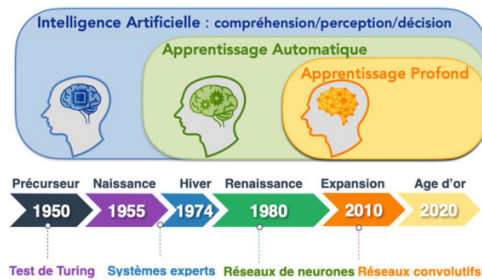 Intelligence Artificielle : compréhension/perception/décision
Apprentissage Automatique
Apprentissage Profond
Précurseur Naissance Hiver Renaissance Expansion Age d'or
1950 1955 1974 1980 2010 2020
Test de Turing Systèmes experts Réseaux de neurones Réseaux convolutifs